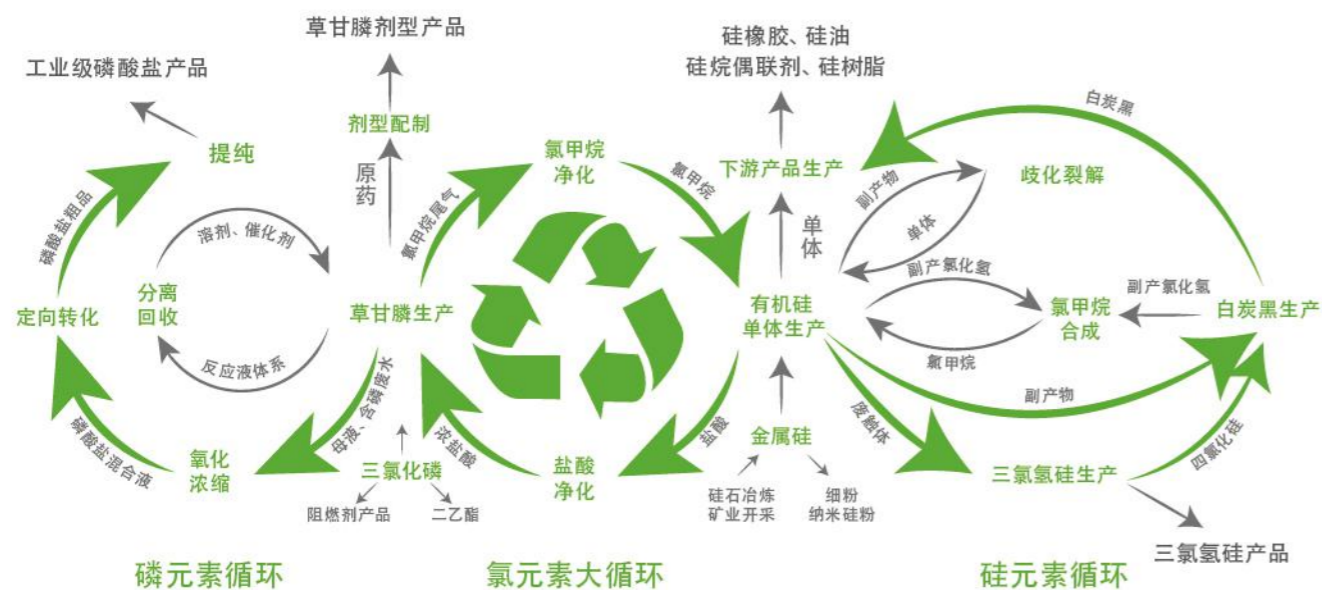 草甘膦剂型产品
工业级磷酸盐产品
剂型配制
提纯
原药
磷酸盐粗品
溶剂、催化剂
分离
回收
定向转化
反应液体系
磷酸盐混合液
氧化
浓缩
母液、含磷废水
草甘膦生产
三氯化磷
阻燃剂产品
二乙酯
磷元素循环
氯甲烷尾气
氯甲烷
净化
氯甲烷
浓盐酸
盐酸
净化
盐酸
氯元素大循环
硅橡胶、硅油
硅烷偶联剂、硅树脂
下游产品生产
单体
有机硅
单体生产
金属硅
硅石冶炼
矿业开采
细粉
纳米硅粉
白炭黑
副产物
歧化裂解
单体
副产氯化氢
氯甲烷
合成
氯甲烷
副产氯化氢
白炭黑生产
副产物
废触体
三氯氢硅生产
四氯化硅
三氯氢硅产品
硅元素循环